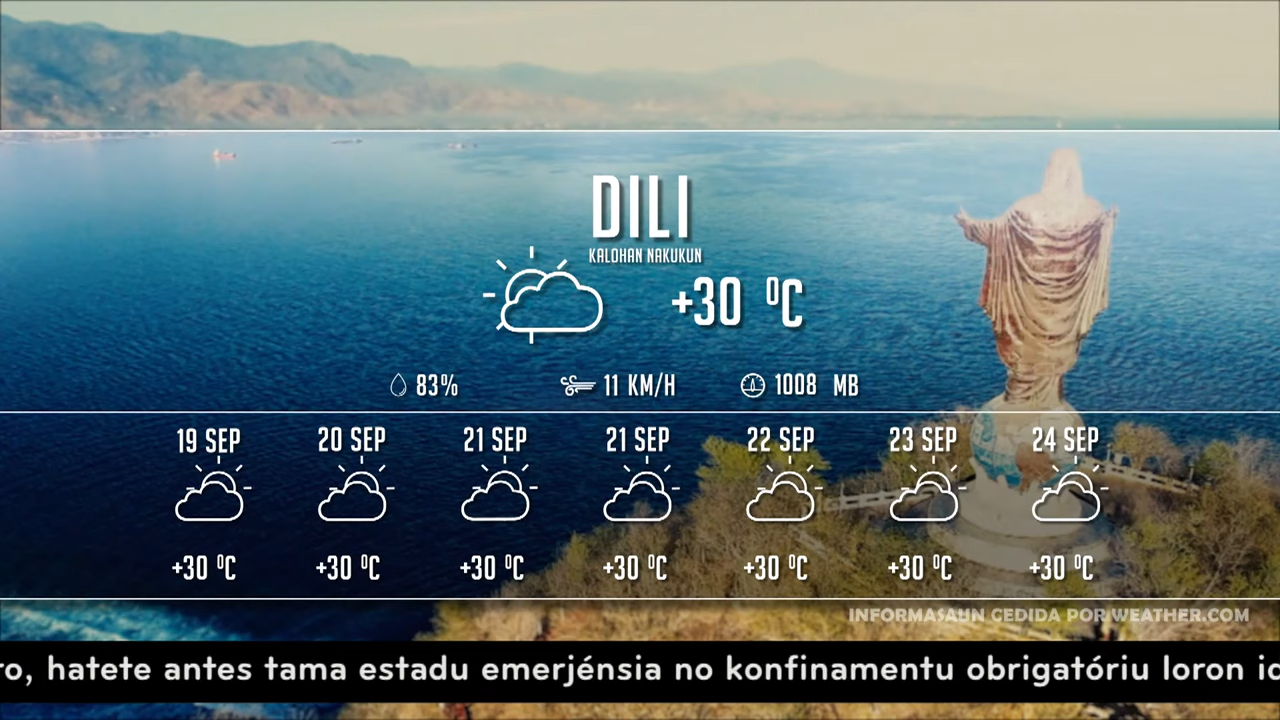 DILI
KALOHAN NAKUKUN
+30 ºC
83% 11 KM/H 1008 MB
19 SEP 20 SEP 21 SEP 21 SEP 22 SEP 23 SEP 24 SEP
+30 ºC +30 ºC +30 ºC +30 ºC +30 ºC +30 ºC +30 ºC
INFORMASAUN CEDIDA POR WEATHER.COM
hatete antes tama estadu emerjénsia no konfinamentu obrigatóriu loron